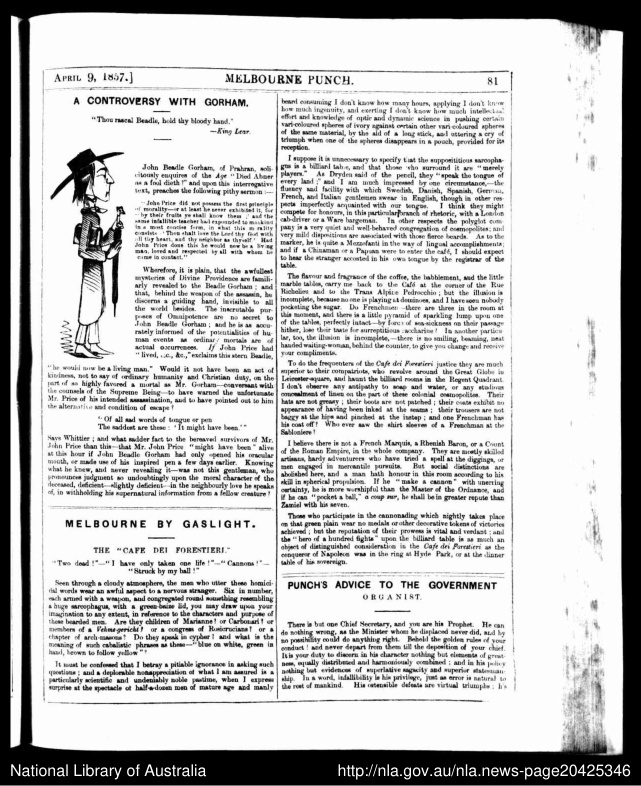 APRIL 9, 1857.] MELBOURNE PUNCH. 81
A CONTROVERSY WITH GORHAM.
"Thou rascal Beadle, hold thy bloody hand."
—King Lear.
John Beadle Gorham, of Prahran, soli-
citously enquires of the Age "Died Abner
as a fool dieth?" and upon this interrogative
text, preaches the following pithy sermon:—
"John Price did not possess the first principle
of morality—or at least he never exhibited it, for
'by their fruits ye shall know them;' and the
same infallible teacher had expounded to mankind
in a most concise form, in what this morality
consists 'Thou shalt love the Lord thy God with
all thy heart, and thy neighbor as thyself.' Had
John Price done this he would now be a living
man, loved and respected by all with whom he
came in contact."
Wherefore, it is plain, that the awfullest
mysteries of Divine Providence are famili-
arly revealed to the Beadle Gorham; and
that, behind the weapon of the assassin, he
discerns a guiding hand, invisible to all
the world besides. The inscrutable pur-
poses of Omnipotence are no secret to
John Beadle Gorham; and he is as accu-
rately informed of the potentialities of hu-
man events as ordinary mortals are of
actual occurrences. If John Price had
"lived, &c., &c.," exclaims this stern Beadle,
"he would now be a living man." Would it not have been an act of
kindness, not to say of ordinary humanity and Christian duty, on the
part of so highly favored a mortal as Mr. Gorham—conversant with
the counsels of the Supreme Being—to have warned the unfortunate
Mr. Price of his intended assassination, and to have pointed out to him
the alternative and condition of escape?
"Of all sad words of tongue or pen
The saddest are these: 'It might have been'"
Says Whittier; and what sadder fact to the bereaved survivors of Mr.
John Price than this—that Mr. John Price "might have been" alive
at this hour if John Beadle Gorham had only opened his oracular
mouth, or made use of his inspired pen a few days earlier. Knowing
what he knew, and never revealing it—was not this gentleman, who
pronounces judgment so undoubtingly upon the moral character of the
deceased, deficient—slightly deficient—in the neighbourly love he speaks
of, in withholding his supernatural information from a fellow creature?
MELBOURNE BY GASLIGHT.
THE "CAFE DEI FORESTIERI."
"Two dead!"—"I have only taken one life!"—"Cannons!"—
"Struck by my ball!"
Seen through a cloudy atmosphere, the men who utter these homici-
dal words wear an awful aspect to a nervous stranger. Six in number,
each armed with a weapon, and congregated round something resembling
a huge sarcophagus, with a green-baize lid, you may draw upon your
imagination to any extent, in reference to the characters and purpose of
these bearded men. Are they children of Marianne? or Carbonari? or
members of a Vehme-gericht? or a congress of Rosicrucians? or a
chapter of arch-masons? Do they speak in cypher? and what is the
meaning of such cabalistic phrases as these—"blue on white, green in
hand, brown to follow yellow"?
It must be confessed that I betray a pitiable ignorance in asking such
questions; and a deplorable nonappreciation of what I am assured is a
particularly scientific and undeniably noble pastime, when I express
surprise at the spectacle of half-a-dozen men of mature age and manly
beard consuming I don't know how many hours, applying I don't know
how much ingenuity, and exerting I don't know how much intellectual
effort and knowledge of optic and dynamic science in pushing certain
vari-coloured spheres of ivory against certain other vari-coloured spheres
of the same material, by the aid of a long stick, and uttering a cry of
triumph when one of the spheres disappears in a pouch, provided for its
reception.
I suppose it is unnecessary to specify that the supposititious sarcopha-
gus is a billiard table, and that those who surround it are "merely
players." As Dryden said of the pencil, they "speak the tongue of
every land;" and I am much impressed by one circumstance,—the
fluency and facility with which Swedish, Danish, Spanish, German,
French, and Italian gentlemen swear in English, though in other res-
pects imperfectly acquainted with our tongue. I think they might
compete for honours, in this particular branch of rhetoric, with a London
cab-driver or a Ware bargeman. In other respects the polyglot com-
pany is a very quiet and well-behaved congregation of cosmopolites; and
very mild dispositions are associated with those fierce beards. As to the
marker, he is quite a Mezzofanti in the way of lingual accomplishments;
and if a Chinaman or a Papuan were to enter the café, I should expect
to hear the stranger accosted in his own tongue by the registrar of the
table.
The flavour and fragrance of the coffee, the babblement, and the little
marble tables, carry me back to the Café at the corner of the Rue
Richelieu and to the Trans Alpine Pedrocchio; but the illusion is
incomplete, because no one is playing at dominoes, and I have seen nobody
pocketing the sugar. Do Frenchmen—there are three in the room at
this moment, and there is a little pyramid of sparkling lump upon one
of the tables, perfectly intact—by force of sea-sickness on their passage
hither, lose their taste for surreptitious saccharine? In another particu-
lar, too, the illusion is incomplete,—there is no smiling, beaming, neat
handed waiting-woman, behind the counter, to give you change and receive
your compliments.
To do the frequenters of the Cafe dei Forestieri justice they are much
superior to their compatriots, who revolve around the Great Globe in
Leicester-square, and haunt the billiard rooms in the Regent Quadrant.
I don't observe any antipathy to soap and water, or any studious
concealment of linen on the part of these colonial cosmopolites. Their
hats are not greasy; their boots are not patched; their coats exhibit no
appearance of having been inked at the seams; their trousers are not
baggy at the hips and pinched at the instep; and one Frenchman has
his coat off! Who ever saw the shirt sleeves of a Frenchman at the
Sabloniere?
I believe there is not a French Marquis, a Rhenish Baron, or a Count
of the Roman Empire, in the whole company. They are mostly skilled
artisans, hardy adventurers who have tried a spell at the diggings, or
men engaged in mercantile pursuits. But social distinctions are
abolished here, and a man hath honour in this room according to his
skill in spherical propulsion. If he "make a cannon" with unerring
certainty, he is more worshipful than the Master of the Ordnance, and
if he can "pocket a ball," a coup sur, he shall be in greater repute than
Zamiel with his seven.
Those who participate in the cannonading which nightly takes place
on that green plain wear no medals or other decorative tokens of victories
achieved; but the reputation of their prowess is vital and verdant; and
the "hero of a hundred fights" upon the billiard table is as much an
object of distinguished consideration in the Cafe dei Forestieri as the
conqueror of Napoleon was in the ring at Hyde Park, or at the dinner
table of his sovereign.
PUNCH'S ADVICE TO THE GOVERNMENT
ORGANIST.
There is but one Chief Secretary, and you are his Prophet. He can
do nothing wrong, as the Minister whom he displaced never did, and by
no possibility could do anything right. Behold the golden rules of your
conduct! and never depart from them till the deposition of your chief.
It is your duty to discern in his character nothing but elements of great-
ness, equally distributed and harmoniously combined; and in his policy
nothing but evidences of superlative sagacity and superior statesman-
ship. In a word, infallibility is his privilege, just as error is natural to
the rest of mankind. His ostensible defeats are virtual triumphs; his
National Library of Australia http://nla.gov.au/nla.news-page20425346